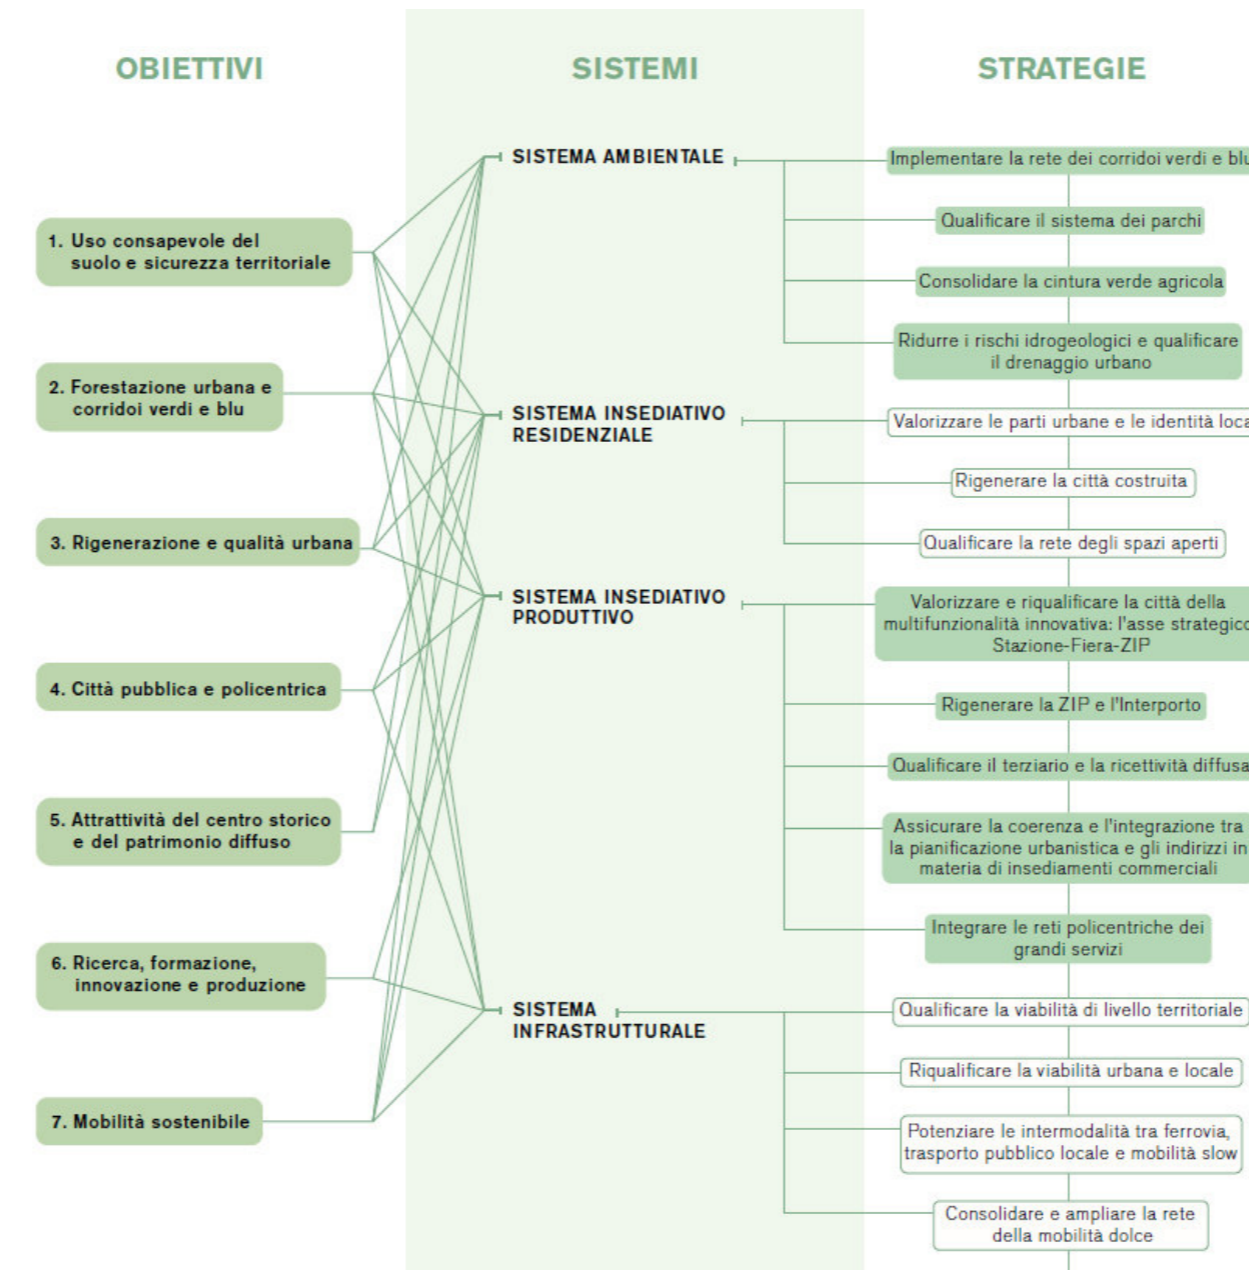 OBIETTIVI
SISTEMI
STRATEGIE
1. Uso consapevole del
suolo e sicurezza territoriale
2. Forestazione urbana e
corridoi verdi e blu
3. Rigenerazione e qualità urbana
4. Città pubblica e policentrica
5. Attrattività del centro storico
e del patrimonio diffuso
6. Ricerca, formazione,
innovazione e produzione
7. Mobilità sostenibile
SISTEMA AMBIENTALE
SISTEMA INSEDIATIVO
RESIDENZIALE
SISTEMA INSEDIATIVO
PRODUTTIVO
SISTEMA
INFRASTRUTTURALE
Implementare la rete dei corridoi verdi e blu
Qualificare il sistema dei parchi
Consolidare la cintura verde agricola
Ridurre i rischi idrogeologici e qualificare
il drenaggio urbano
Valorizzare le parti urbane e le identità loca
Rigenerare la città costruita
Qualificare la rete degli spazi aperti
Valorizzare e riqualificare la città della
multifunzionalità innovativa: l'asse strategico
Stazione-Fiera-ZIP
Rigenerare la ZIP e l'Interporto
Qualificare il terziario e la ricettività diffusa
Assicurare la coerenza e l'integrazione tra
la pianificazione urbanistica e gli indirizzi in
materia di insediamenti commerciali
Integrare le reti policentriche dei
grandi servizi
Qualificare la viabilità di livello territoriale
Riqualificare la viabilità urbana e locale
Potenziare le intermodalità tra ferrovia,
trasporto pubblico locale e mobilità slow
Consolidare e ampliare la rete
della mobilità dolce